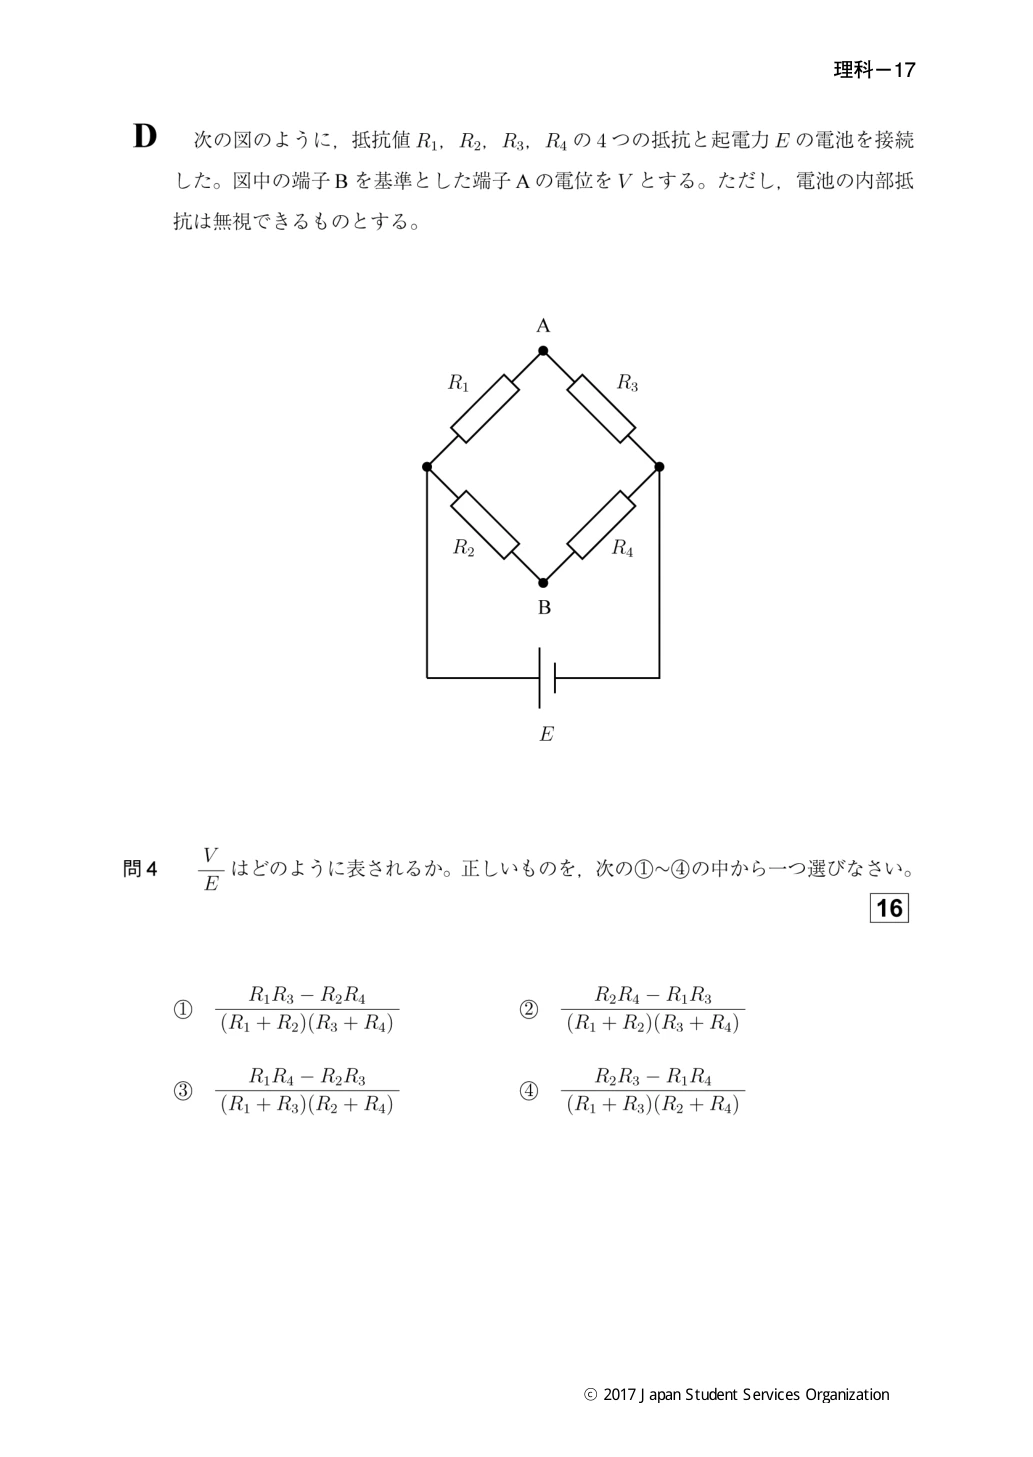 理科－17
D 次の図のように，抵抗値 R₁，R₂，R₃，R₄ の 4 つの抵抗と起電力 E の電池を接続
した。図中の端子 B を基準とした端子 A の電位を V とする。ただし，電池の内部抵
抗は無視できるものとする。
A
R₁
R₃
R₂
R₄
B
E
問4 V/E はどのように表されるか。正しいものを，次の①～④の中から一つ選びなさい。
16
① (R₁R₃ − R₂R₄)/((R₁ + R₂)(R₃ + R₄)) ② (R₂R₄ − R₁R₃)/((R₁ + R₂)(R₃ + R₄))
③ (R₁R₄ − R₂R₃)/((R₁ + R₃)(R₂ + R₄)) ④ (R₂R₃ − R₁R₄)/((R₁ + R₃)(R₂ + R₄))
© 2017 Japan Student Services Organization